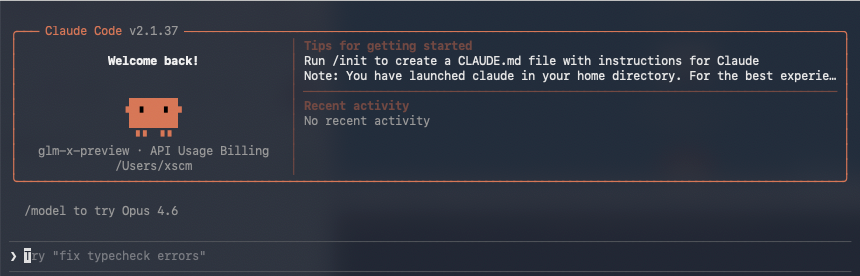 Claude Code v2.1.37
Welcome back!
glm-x-preview · API Usage Billing
/Users/xscm
Tips for getting started
Run /init to create a CLAUDE.md file with instructions for Claude
Note: You have launched claude in your home directory. For the best experie…
Recent activity
No recent activity
/model to try Opus 4.6
❯ Try "fix typecheck errors"